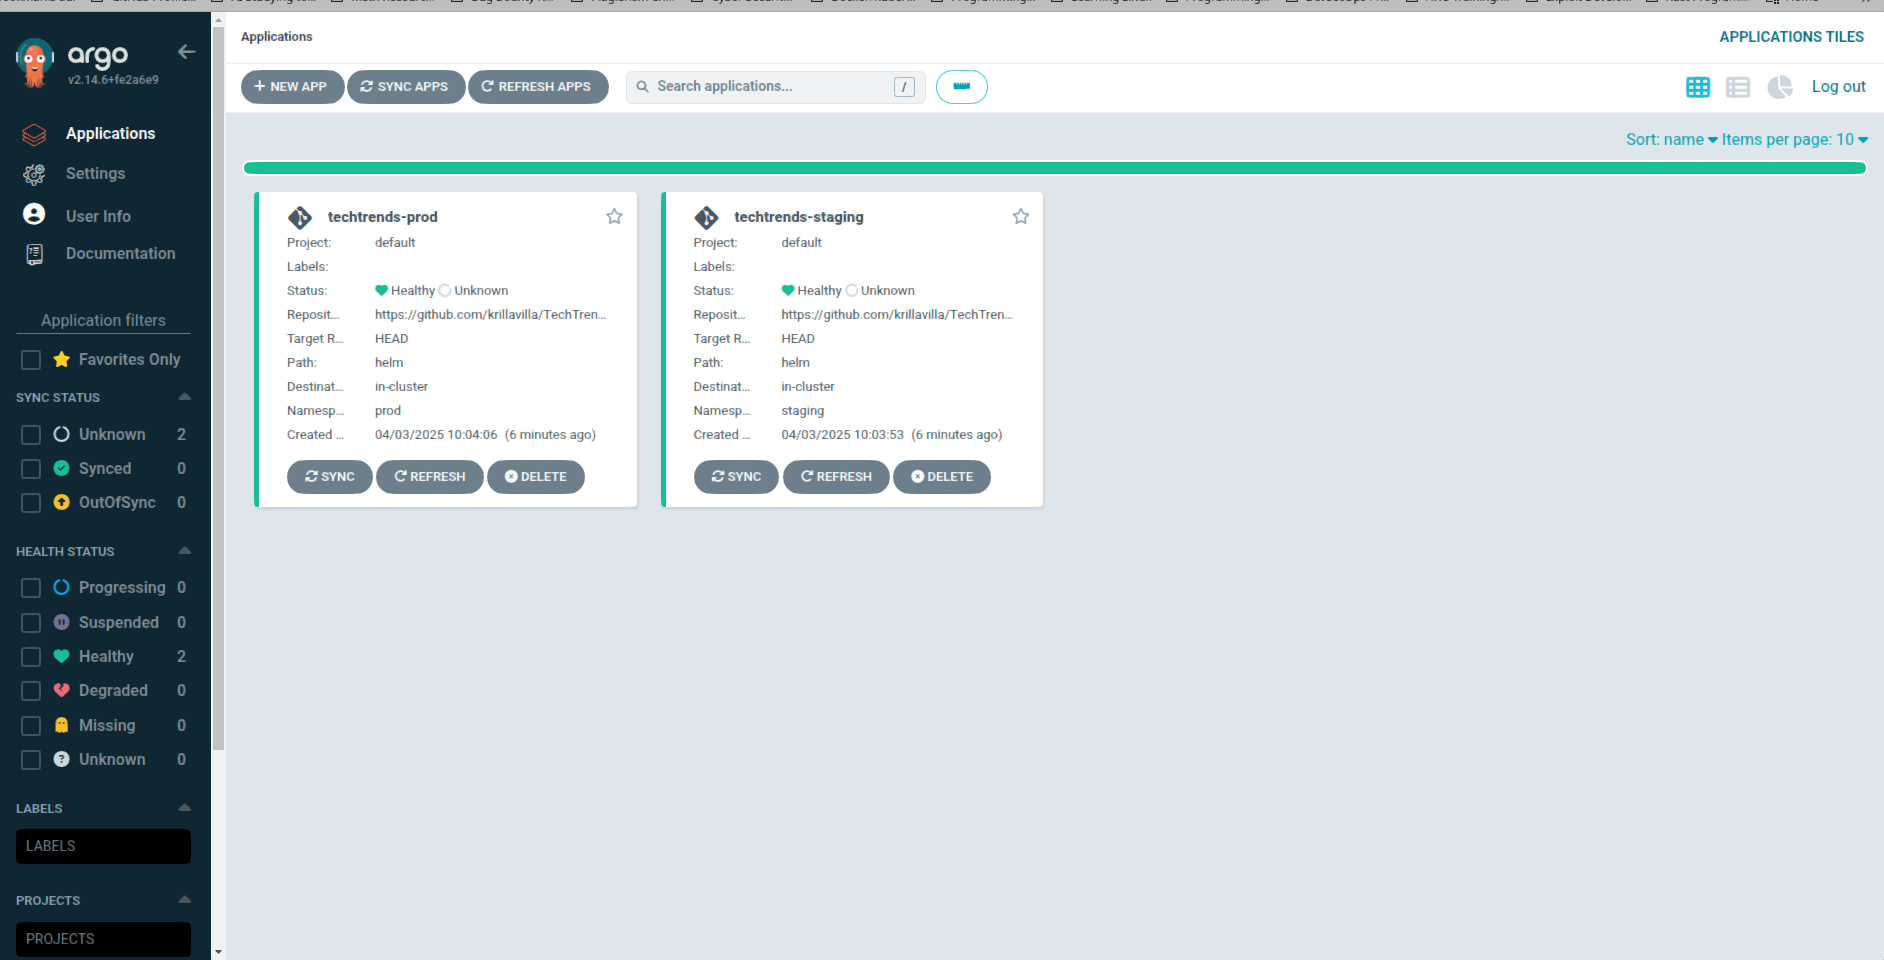 argo
v2.14.6+fe2a6e9
Applications
Settings
User Info
Documentation
Application filters
Favorites Only
SYNC STATUS
Unknown 2
Synced 0
OutOfSync 0
HEALTH STATUS
Progressing 0
Suspended 0
Healthy 2
Degraded 0
Missing 0
Unknown 0
LABELS
LABELS
PROJECTS
PROJECTS
Applications
APPLICATIONS TILES
NEW APP
SYNC APPS
REFRESH APPS
Search applications...
/
Log out
Sort: name
Items per page: 10
techtrends-prod
Project: default
Labels:
Status: Healthy Unknown
Reposit... https://github.com/krillavilla/TechTren...
Target R... HEAD
Path: helm
Destinat... in-cluster
Namesp... prod
Created ... 04/03/2025 10:04:06 (6 minutes ago)
SYNC
REFRESH
DELETE
techtrends-staging
Project: default
Labels:
Status: Healthy Unknown
Reposit... https://github.com/krillavilla/TechTren...
Target R... HEAD
Path: helm
Destinat... in-cluster
Namesp... staging
Created ... 04/03/2025 10:03:53 (6 minutes ago)
SYNC
REFRESH
DELETE